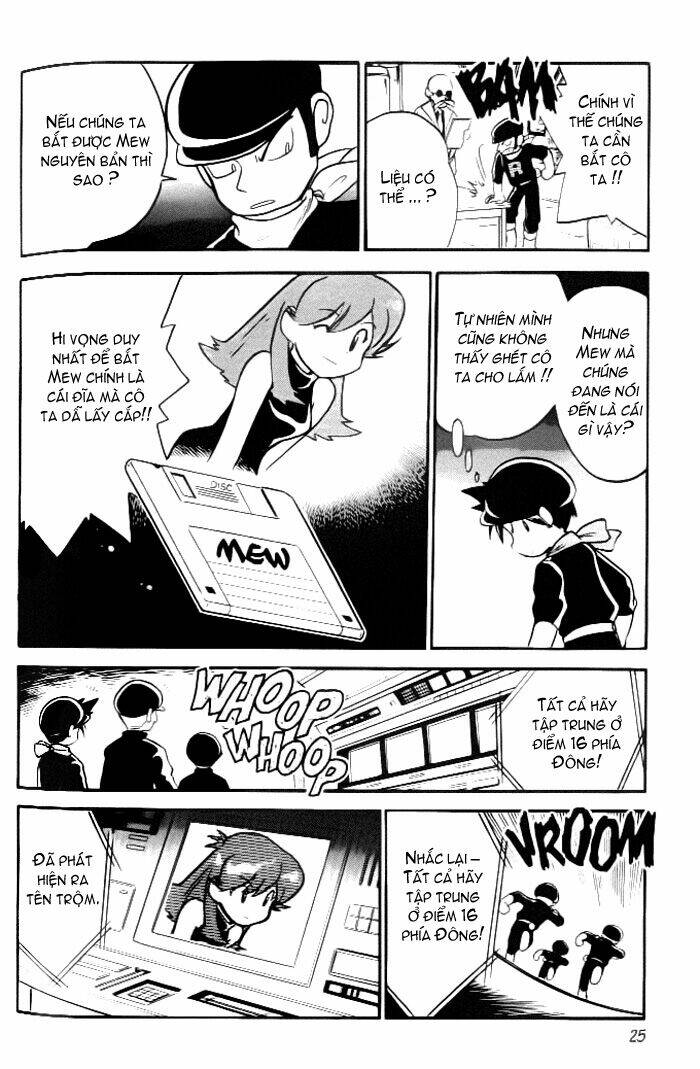 BAM
CHÍNH VÌ
THẾ CHÚNG
TA CẦN
BẮT CÔ
TA !!
R
LIỆU CÓ
THỂ ... ?
NẾU CHÚNG TA
BẮT ĐƯỢC MEW
NGUYÊN BẢN THÌ
SAO ?
NHƯNG
MEW MÀ
CHÚNG
ĐANG NÓI
ĐẾN LÀ CÁI
GÌ VẬY?
TỰ NHIÊN MÌNH
CŨNG KHÔNG
THẤY GHÉT CÔ
TA CHO LẮM !!
HI VỌNG DUY
NHẤT ĐỂ BẮT
MEW CHÍNH LÀ
CÁI ĐĨA MÀ CÔ
TA DÃ LẤY CẮP!!
DISC
MEW
TẤT CẢ HÃY
TẬP TRUNG Ở
ĐIỂM 16 PHÍA
ĐÔNG!
WHOOP
WHOOP
VROOM
NHẮC LẠI –
TẤT CẢ HÃY
TẬP TRUNG
Ở ĐIỂM 16
PHÍA ĐÔNG!
ĐÃ PHÁT
HIỆN RA
TÊN TRỘM.
25